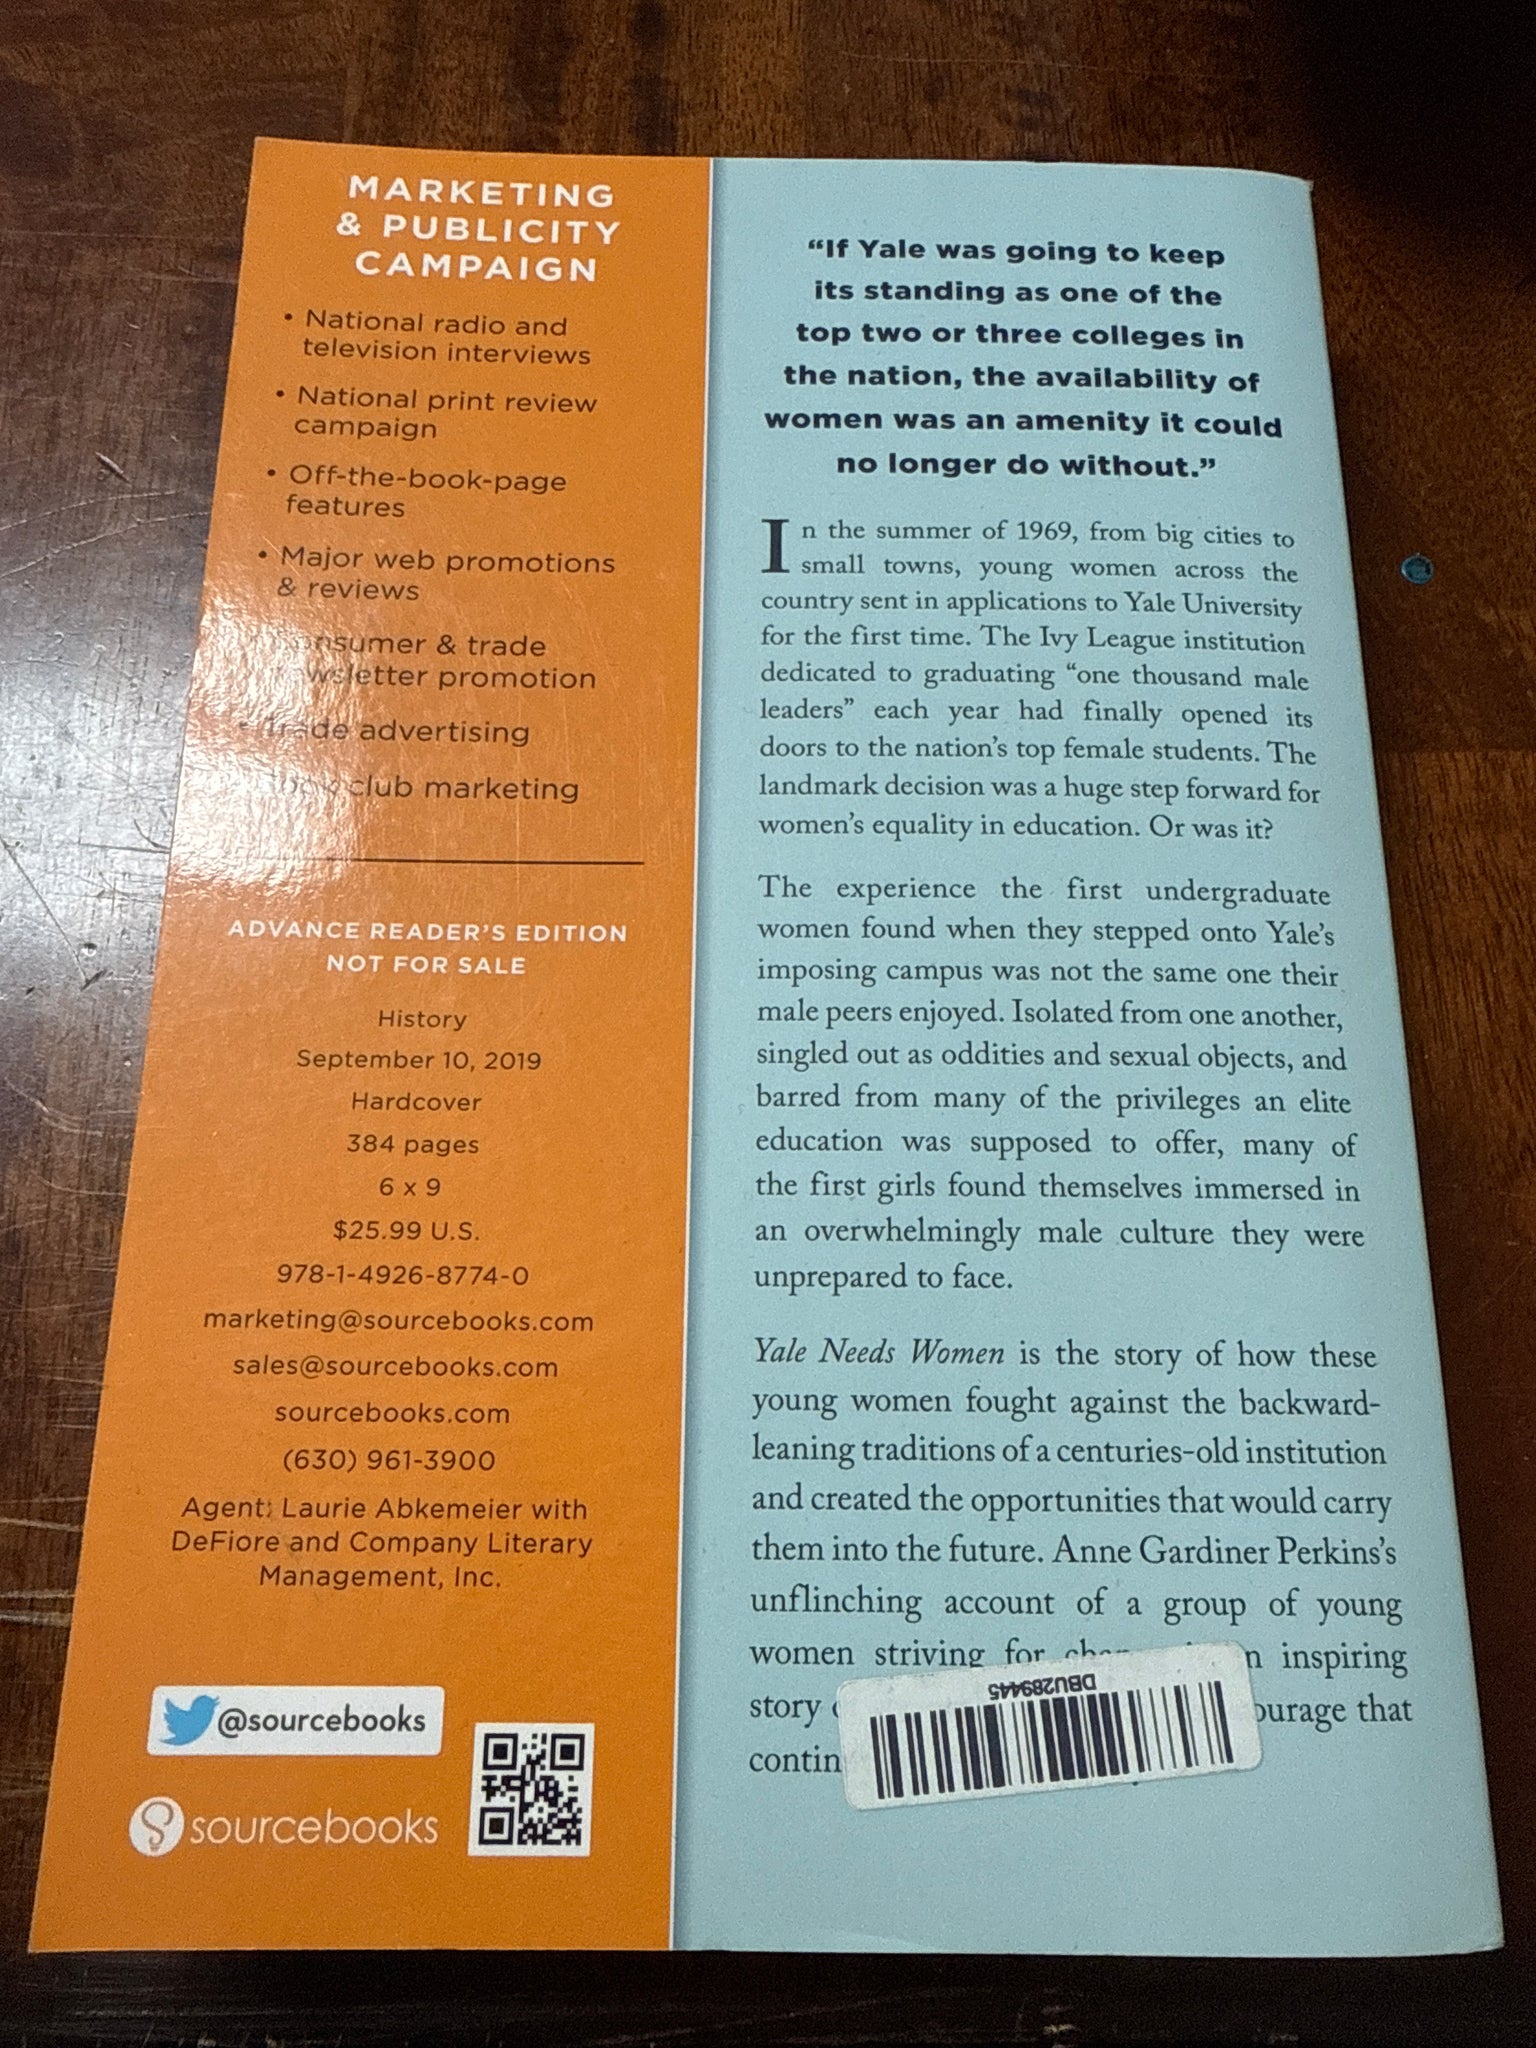 MARKETING
& PUBLICITY
CAMPAIGN
• National radio and
television interviews
• National print review
campaign
• Off-the-book-page
features
• Major web promotions
& reviews
& trade
promotion
• Trade advertising
club marketing
ADVANCE READER'S EDITION
NOT FOR SALE
History
September 10, 2019
Hardcover
384 pages
6 x 9
$25.99 U.S.
978-1-4926-8774-0
marketing@sourcebooks.com
sales@sourcebooks.com
sourcebooks.com
(630) 961-3900
Agent: Laurie Abkemeier with
DeFiore and Company Literary
Management, Inc.
@sourcebooks
sourcebooks
“If Yale was going to keep
its standing as one of the
top two or three colleges in
the nation, the availability of
women was an amenity it could
no longer do without.”
In the summer of 1969, from big cities to
small towns, young women across the
country sent in applications to Yale University
for the first time. The Ivy League institution
dedicated to graduating “one thousand male
leaders” each year had finally opened its
doors to the nation’s top female students. The
landmark decision was a huge step forward for
women’s equality in education. Or was it?
The experience the first undergraduate
women found when they stepped onto Yale’s
imposing campus was not the same one their
male peers enjoyed. Isolated from one another,
singled out as oddities and sexual objects, and
barred from many of the privileges an elite
education was supposed to offer, many of
the first girls found themselves immersed in
an overwhelmingly male culture they were
unprepared to face.
Yale Needs Women is the story of how these
young women fought against the backward-
leaning traditions of a centuries-old institution
and created the opportunities that would carry
them into the future. Anne Gardiner Perkins’s
unflinching account of a group of young
women striving for inspiring
story that
DBU289445